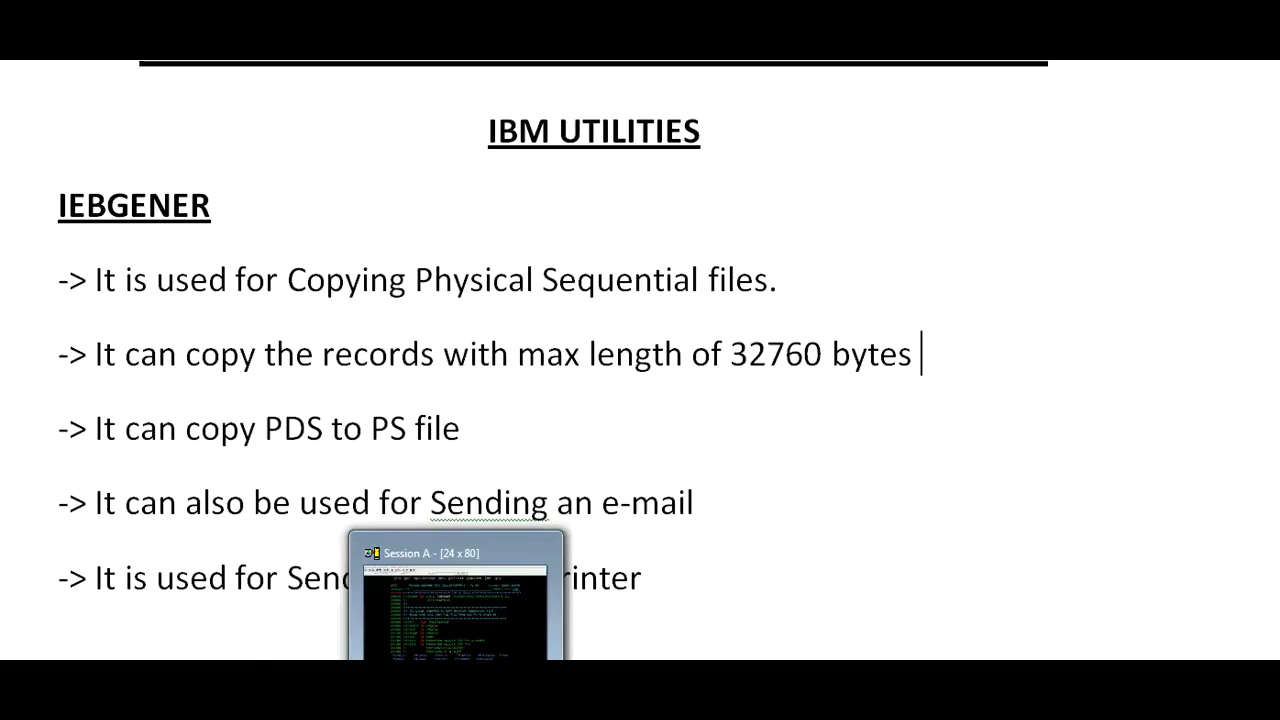 IBM UTILITIES
IEBGENER
-> It is used for Copying Physical Sequential files.
-> It can copy the records with max length of 32760 bytes
-> It can copy PDS to PS file
-> It can also be used for Sending an e-mail
Session A - [24 x 80]
-> It is used for